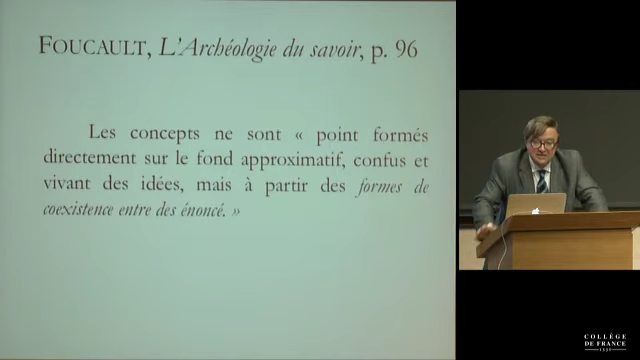 FOUCAULT, L'Archéologie du savoir, p. 96
Les concepts ne sont « point formés
directement sur le fond approximatif, confus et
vivant des idées, mais à partir des formes de
coexistence entre des énoncé. »
COLLÈGE
DE FRANCE
1530